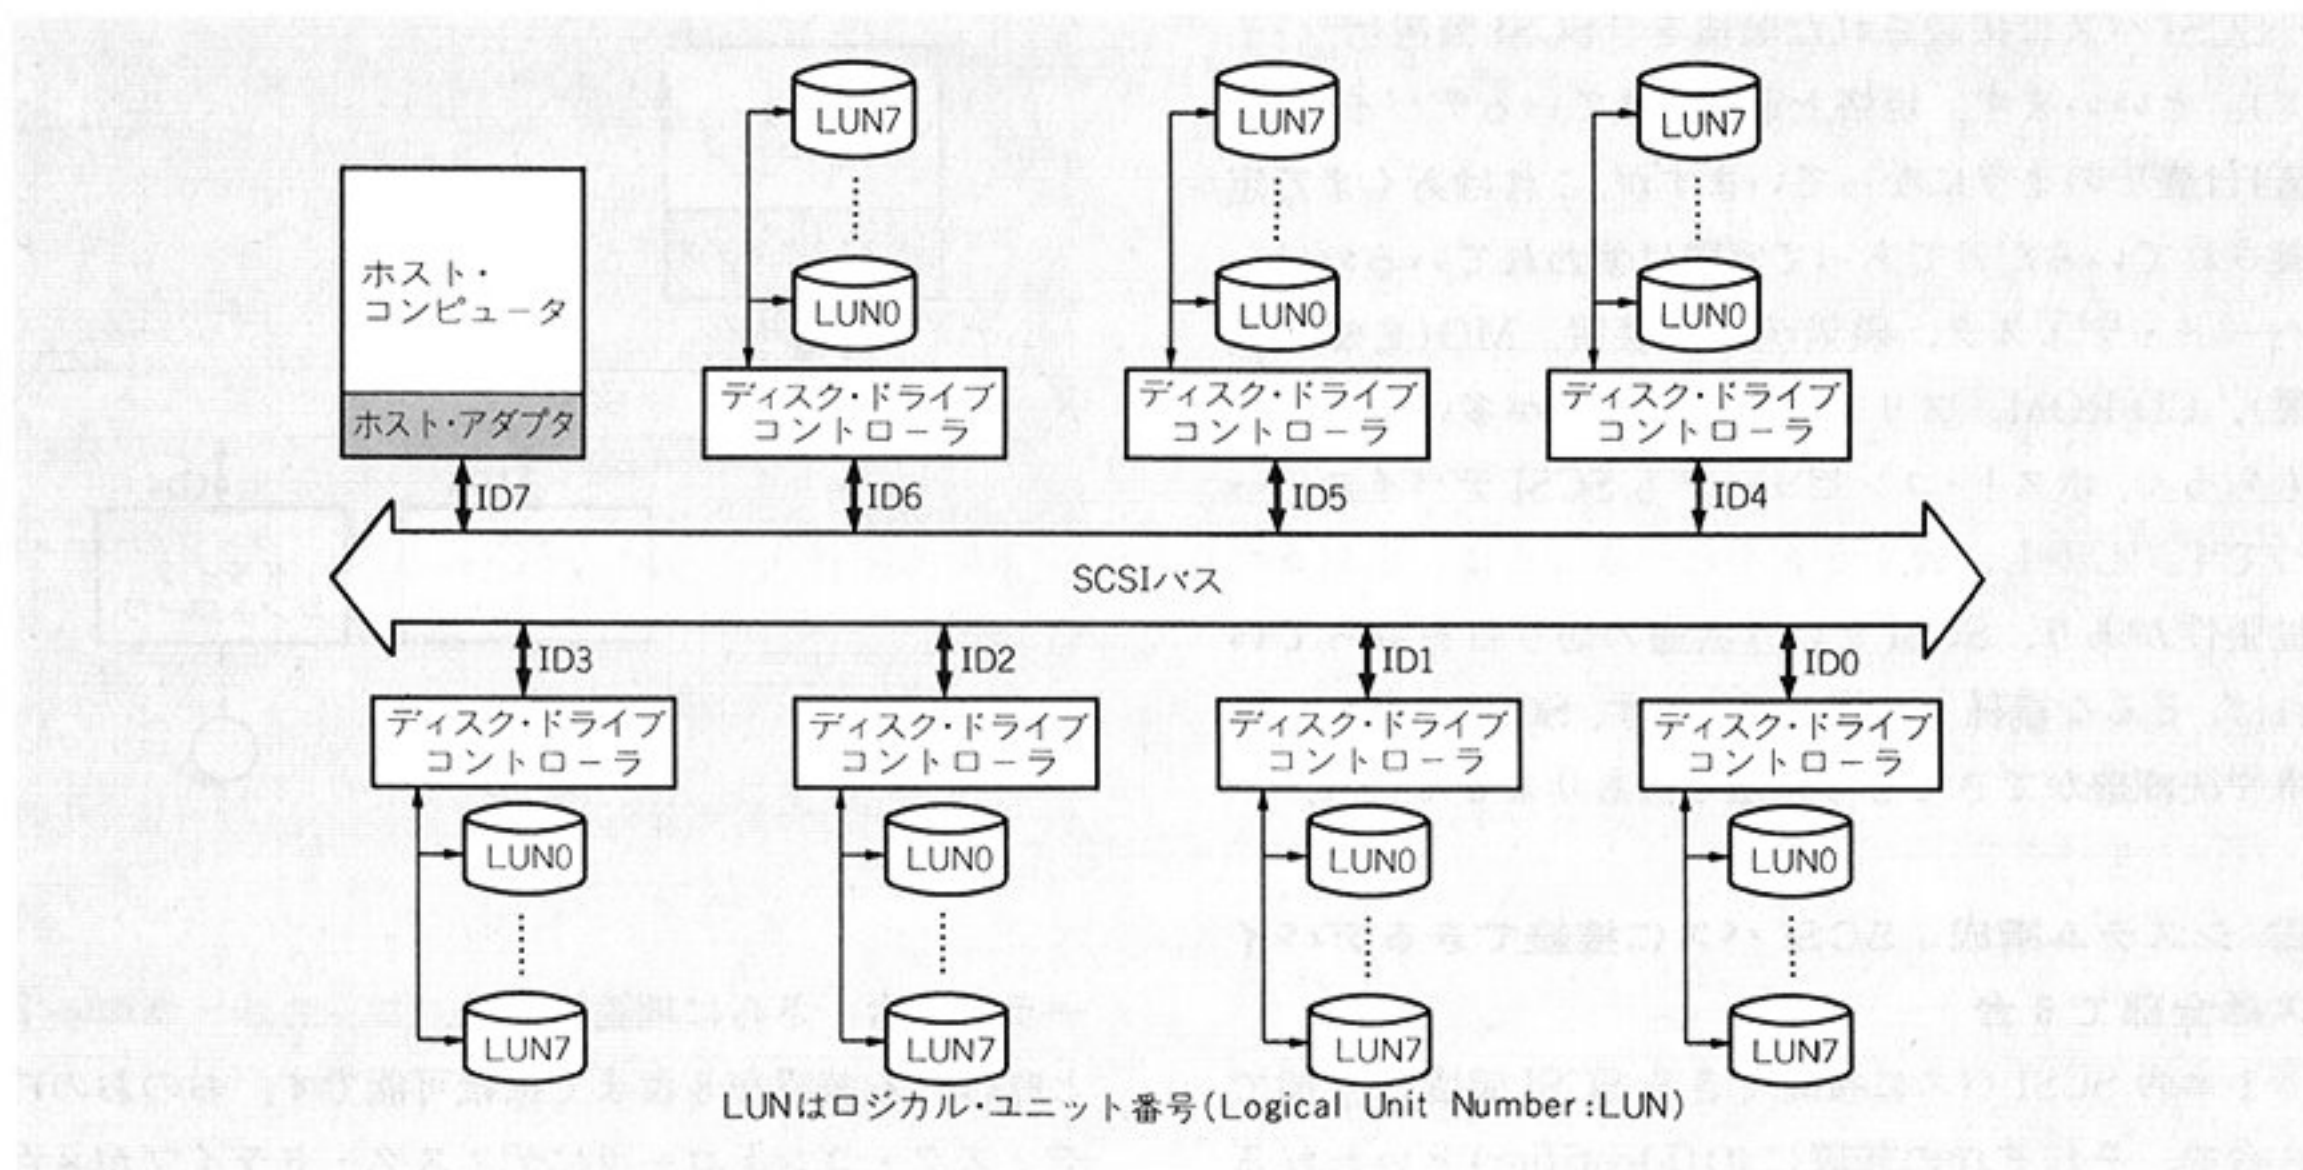 LUN7
LUN7
LUN7
ホスト・
コンピュータ
LUN0
LUN0
LUN0
ホスト・アダプタ
ディスク・ドライブ
コントローラ
ディスク・ドライブ
コントローラ
ディスク・ドライブ
コントローラ
ID7
ID6
ID5
ID4
SCSIバス
ID3
ID2
ID1
ID0
ディスク・ドライブ
コントローラ
ディスク・ドライブ
コントローラ
ディスク・ドライブ
コントローラ
ディスク・ドライブ
コントローラ
LUN0
LUN0
LUN0
LUN0
LUN7
LUN7
LUN7
LUN7
LUNはロジカル・ユニット番号(Logical Unit Number:LUN)